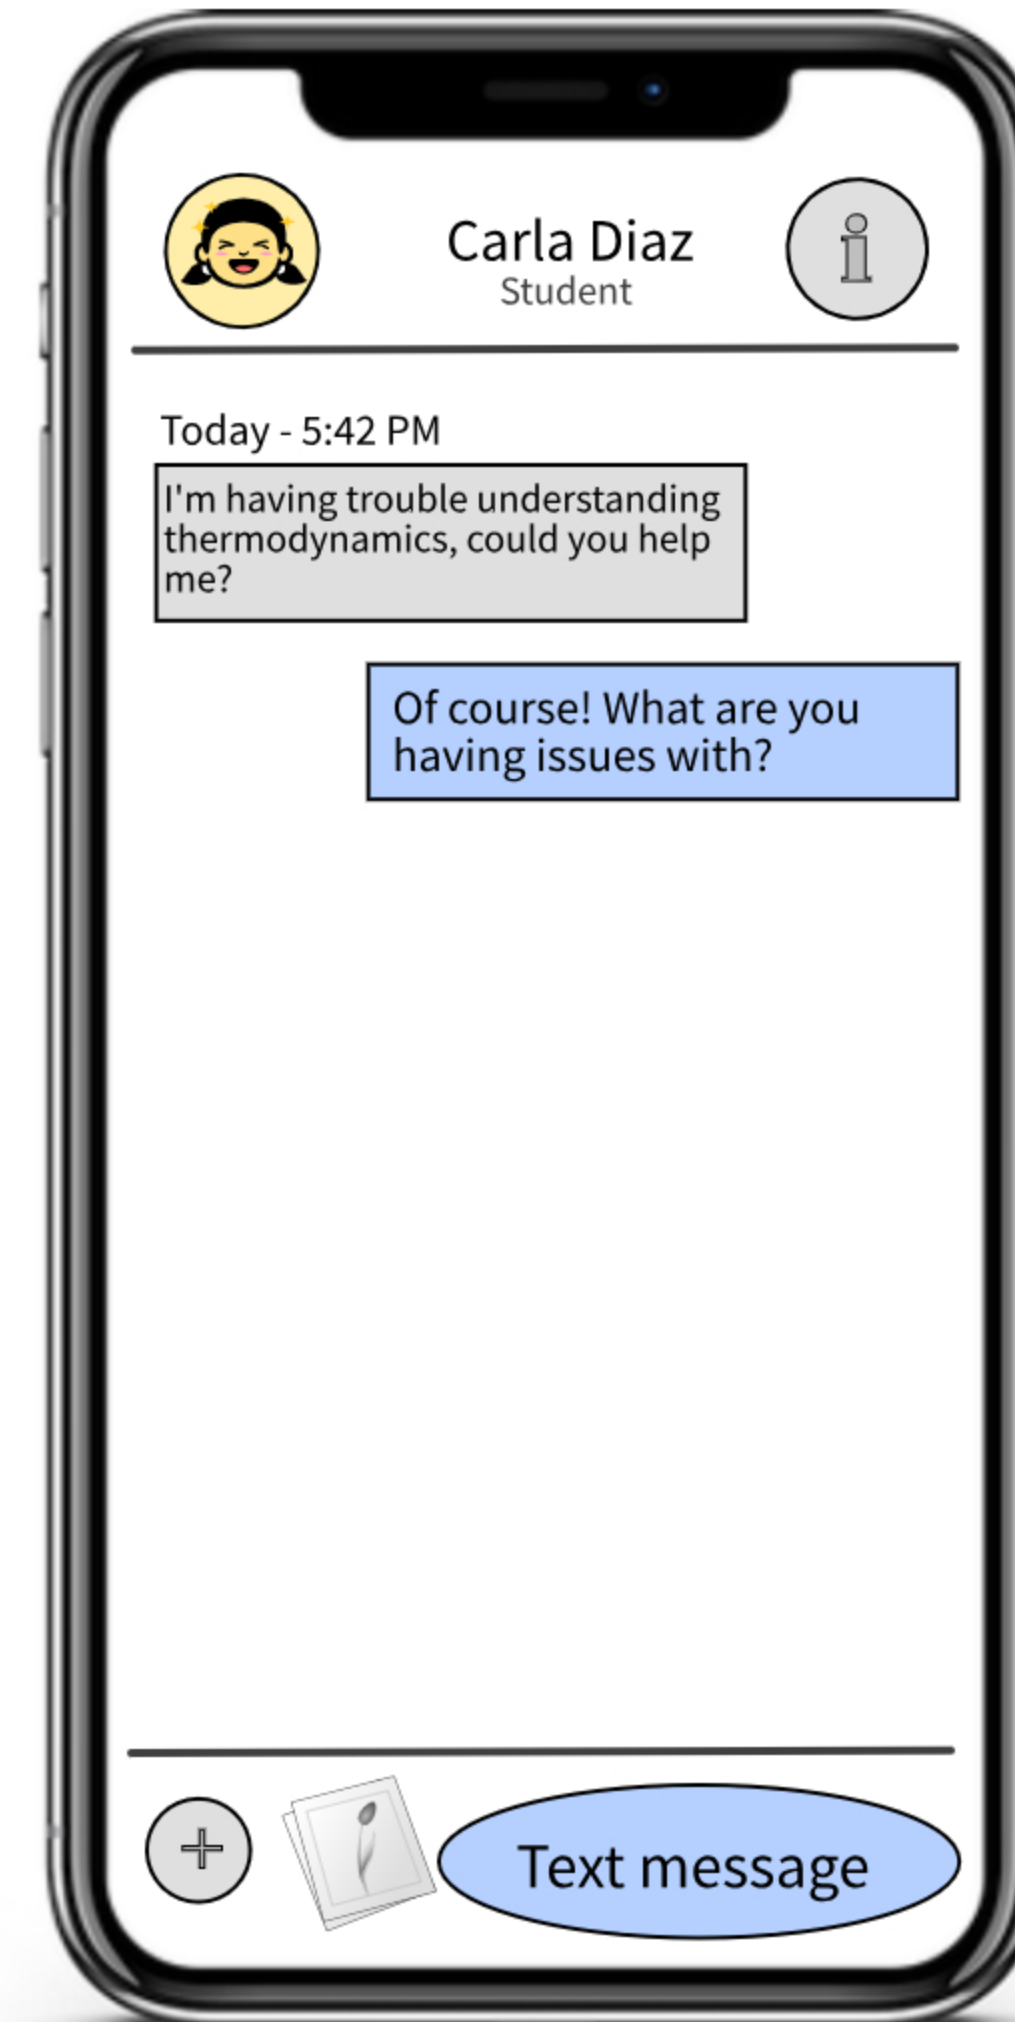 Carla Diaz
Student
Today - 5:42 PM
I'm having trouble understanding
thermodynamics, could you help
me?
Of course! What are you
having issues with?
Text message